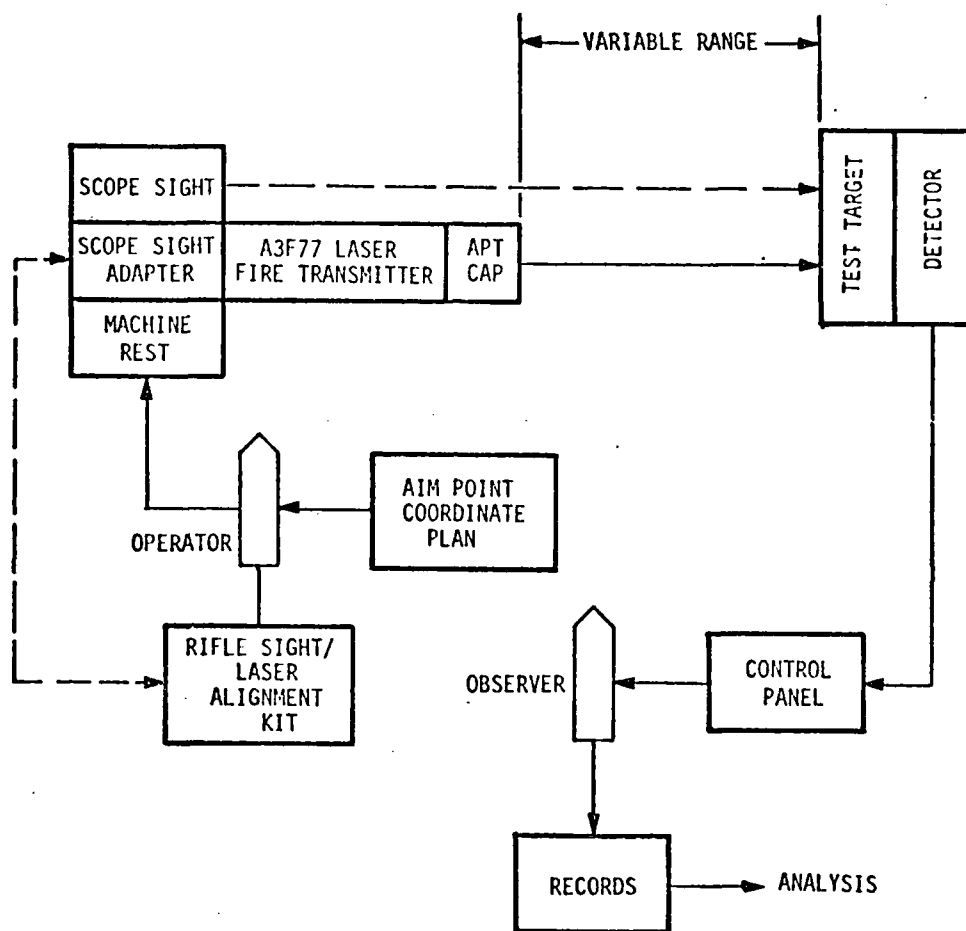 VARIABLE RANGE
SCOPE SIGHT
SCOPE SIGHT
ADAPTER
A3F77 LASER
FIRE TRANSMITTER
APT
CAP
MACHINE
REST
TEST TARGET
DETECTOR
OPERATOR
AIM POINT
COORDINATE
PLAN
RIFLE SIGHT/
LASER
ALIGNMENT
KIT
OBSERVER
CONTROL
PANEL
RECORDS
ANALYSIS